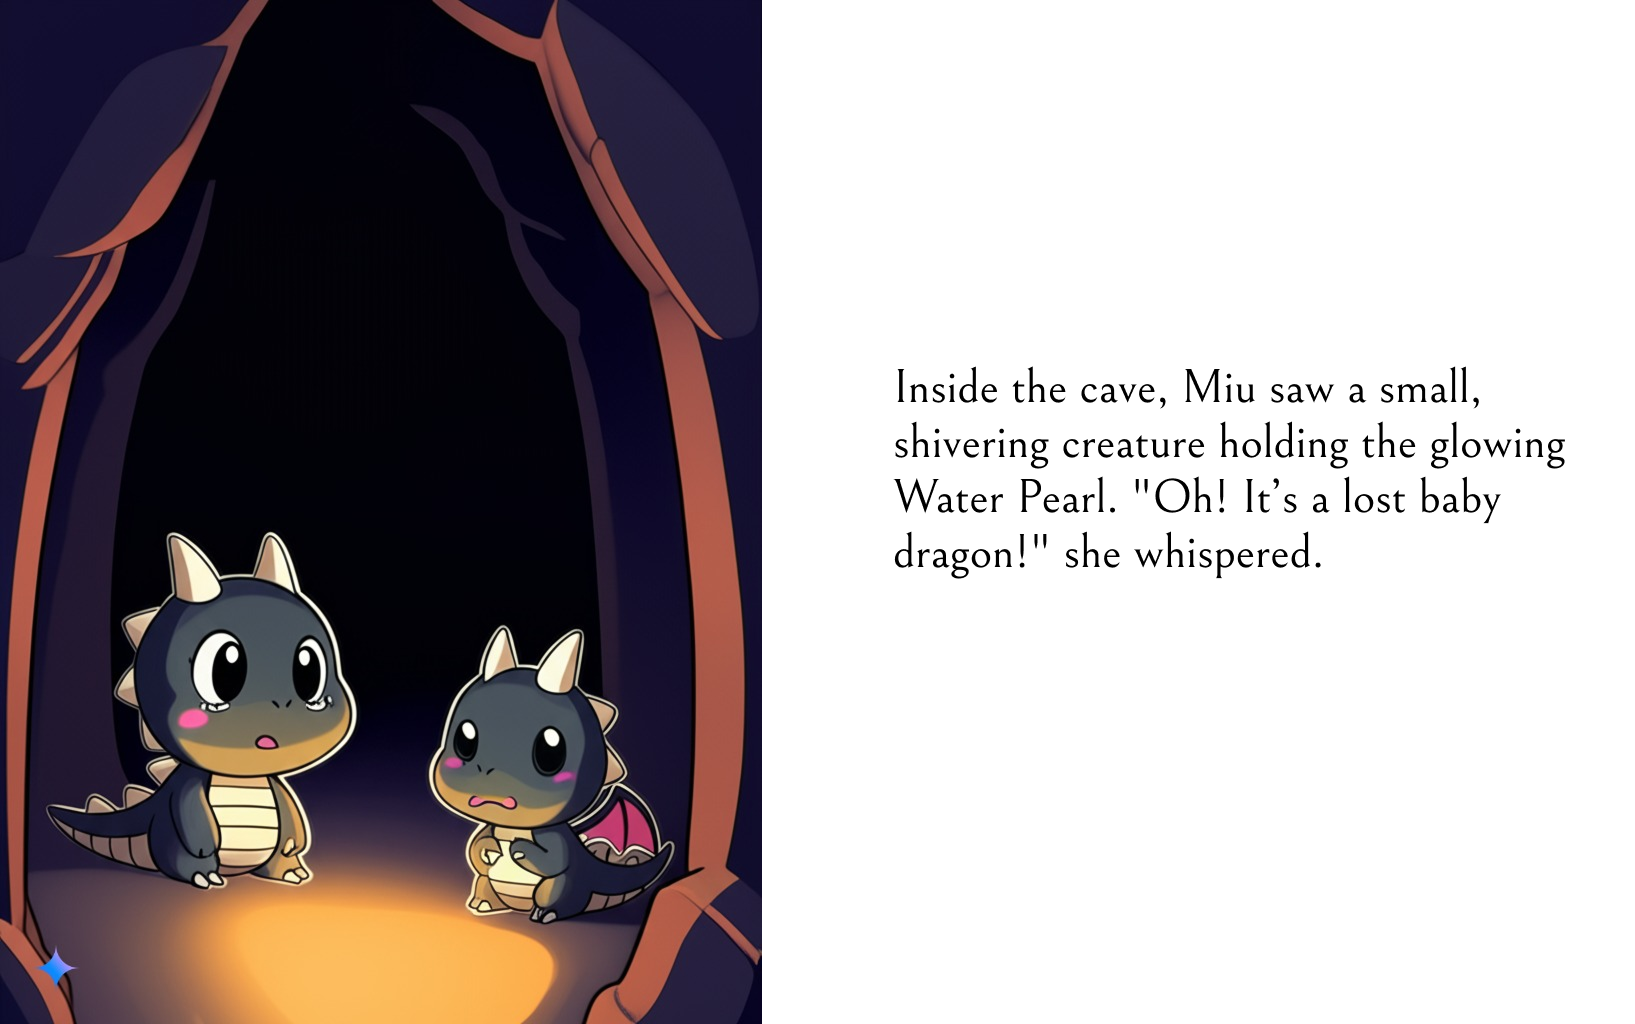 Inside the cave, Miu saw a small,
shivering creature holding the glowing
Water Pearl. "Oh! It’s a lost baby
dragon!" she whispered.